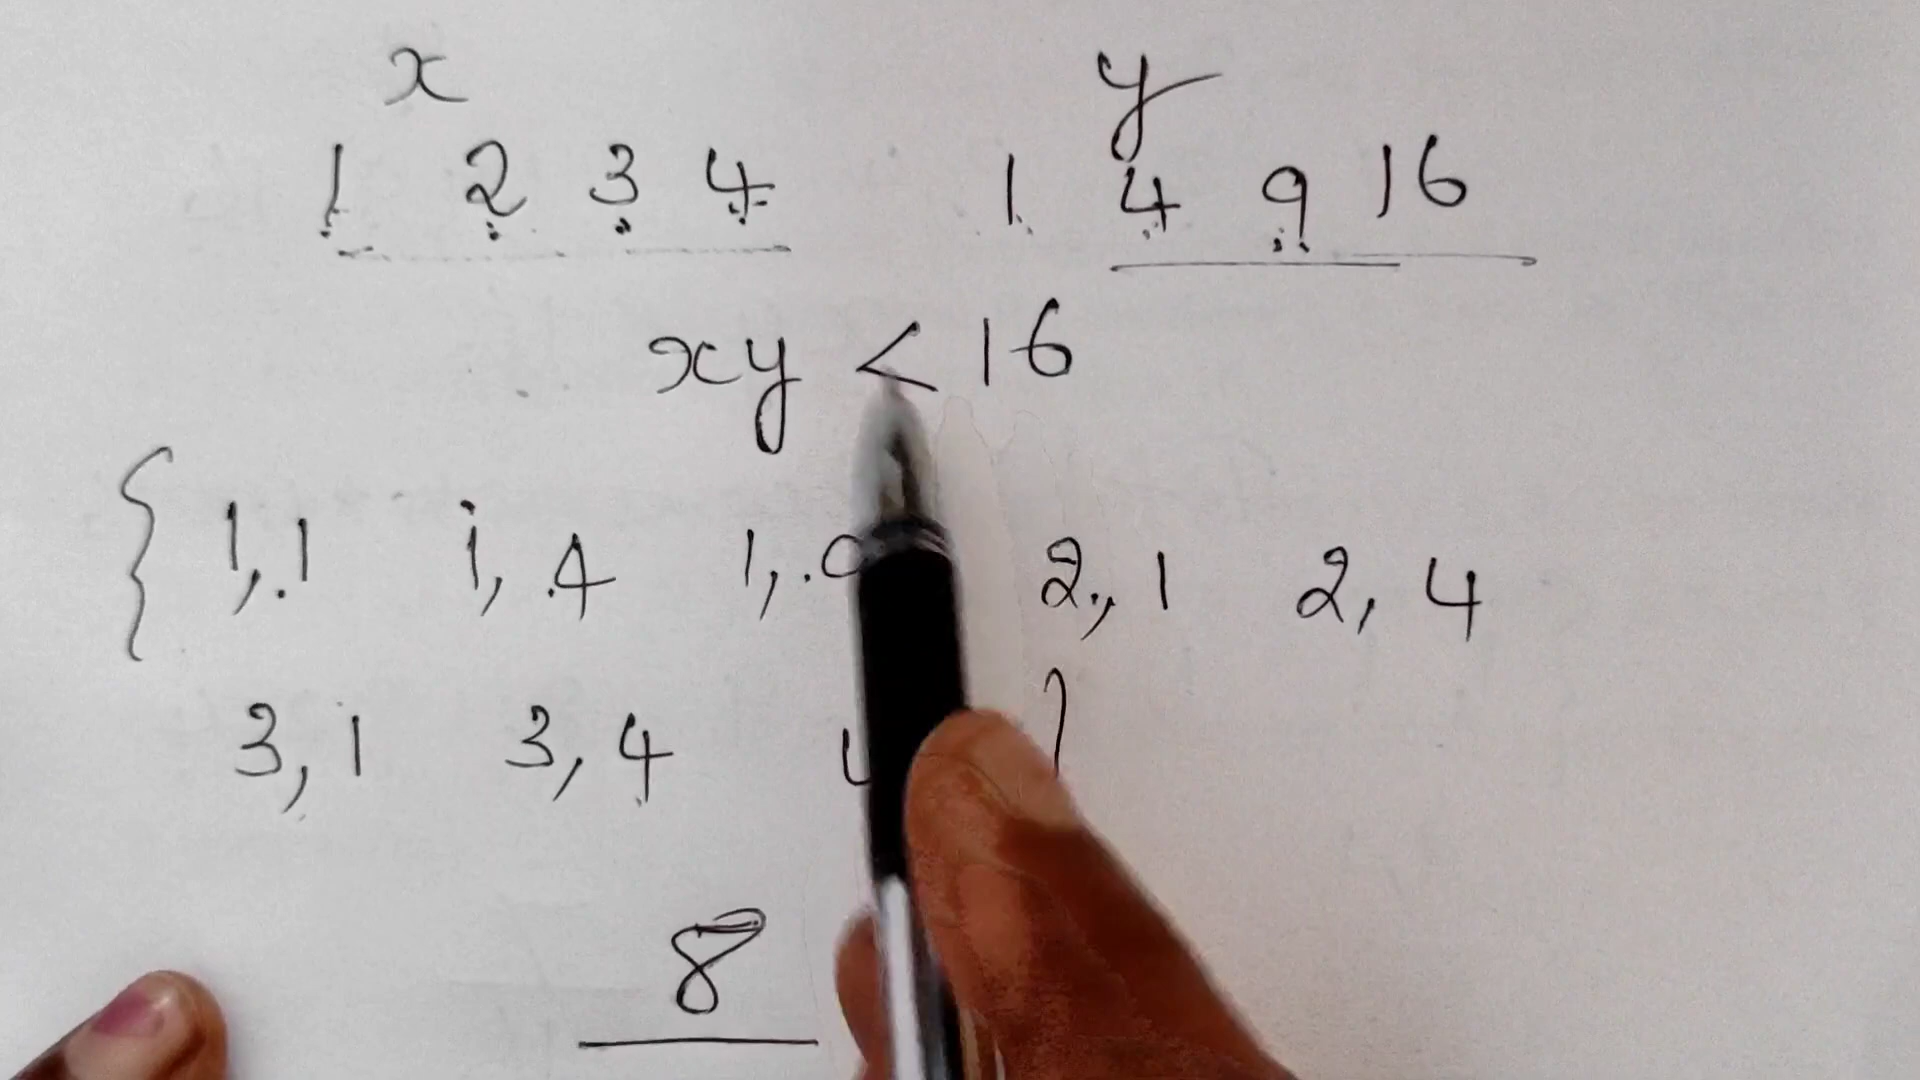 x y
1 2 3 4 1 4 9 16
xy < 16
{ 1,1 1,4 1, 2,1 2,4
3,1 3,4 }
8